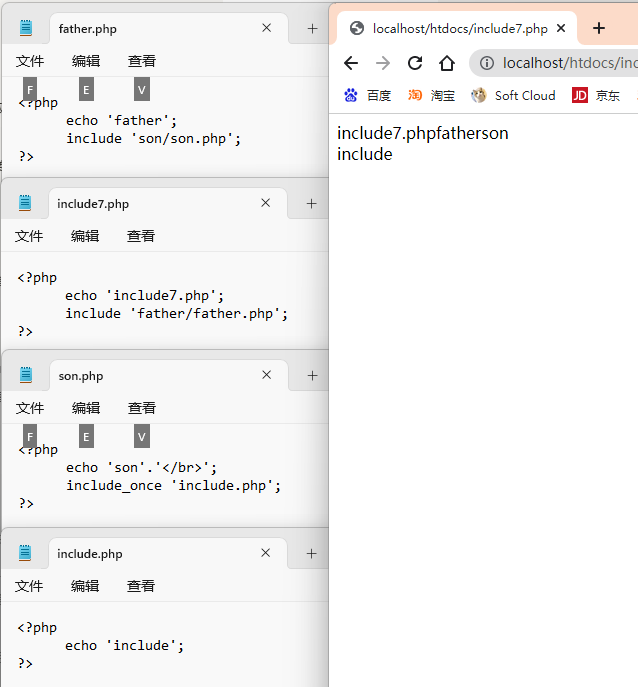 father.php
文件 编辑 查看
F E V
<?php
echo 'father';
include 'son/son.php';
?>
include7.php
文件 编辑 查看
<?php
echo 'include7.php';
include 'father/father.php';
?>
son.php
文件 编辑 查看
F E V
<?php
echo 'son'.'</br>';
include_once 'include.php';
?>
include.php
文件 编辑 查看
<?php
echo 'include';
?>
localhost/htdocs/include7.php
localhost/htdocs/inc
百度 淘 淘宝 Soft Cloud JD 京东
include7.phpfatherson
include